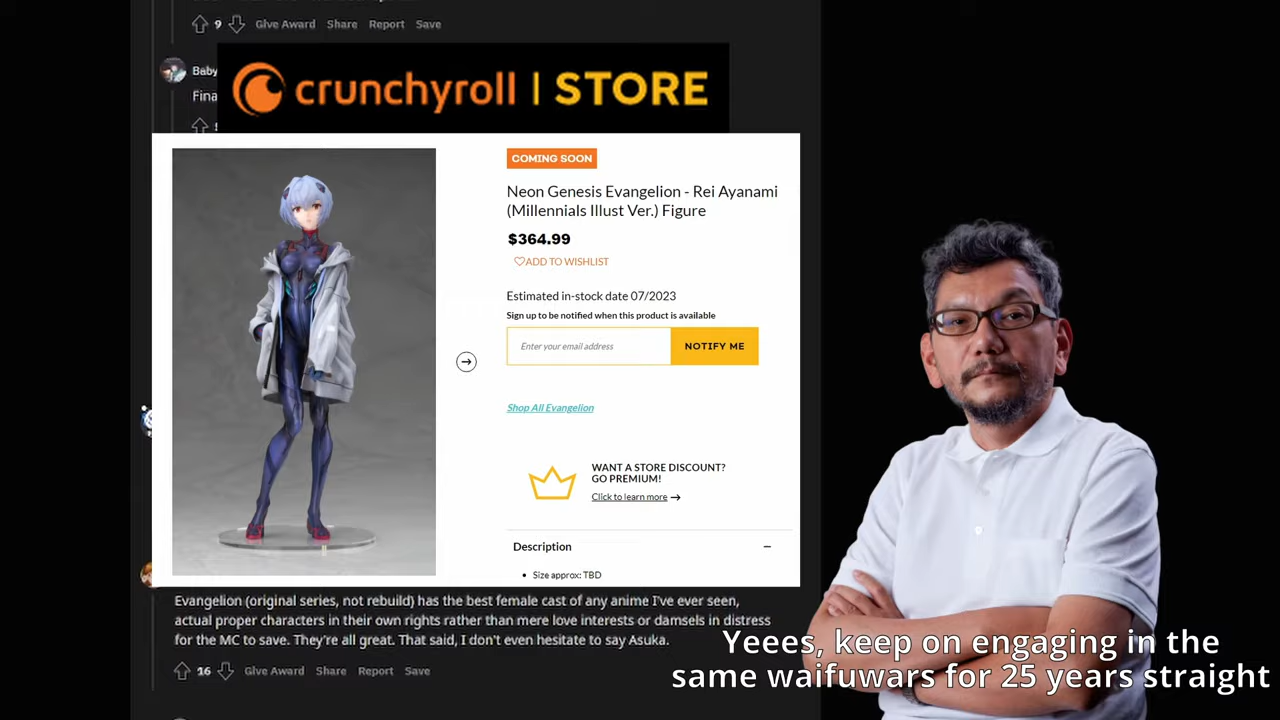 9 Give Award Share Report Save
Baby
Fina
crunchyroll | STORE
COMING SOON
Neon Genesis Evangelion - Rei Ayanami
(Millennials Illust Ver.) Figure
$364.99
ADD TO WISHLIST
Estimated in-stock date 07/2023
Sign up to be notified when this product is available
Enter your email address
NOTIFY ME
Shop All Evangelion
WANT A STORE DISCOUNT?
GO PREMIUM!
Click to learn more
Description
Size approx: TBD
Evangelion (original series, not rebuild) has the best female cast of any anime I've ever seen,
actual proper characters in their own rights rather than mere love interests or damsels in distress
for the MC to save. They're all great. That said, I don't even hesitate to say Asuka.
16 Give Award Share Report Save
Yeees, keep on engaging in the
same waifuwars for 25 years straight